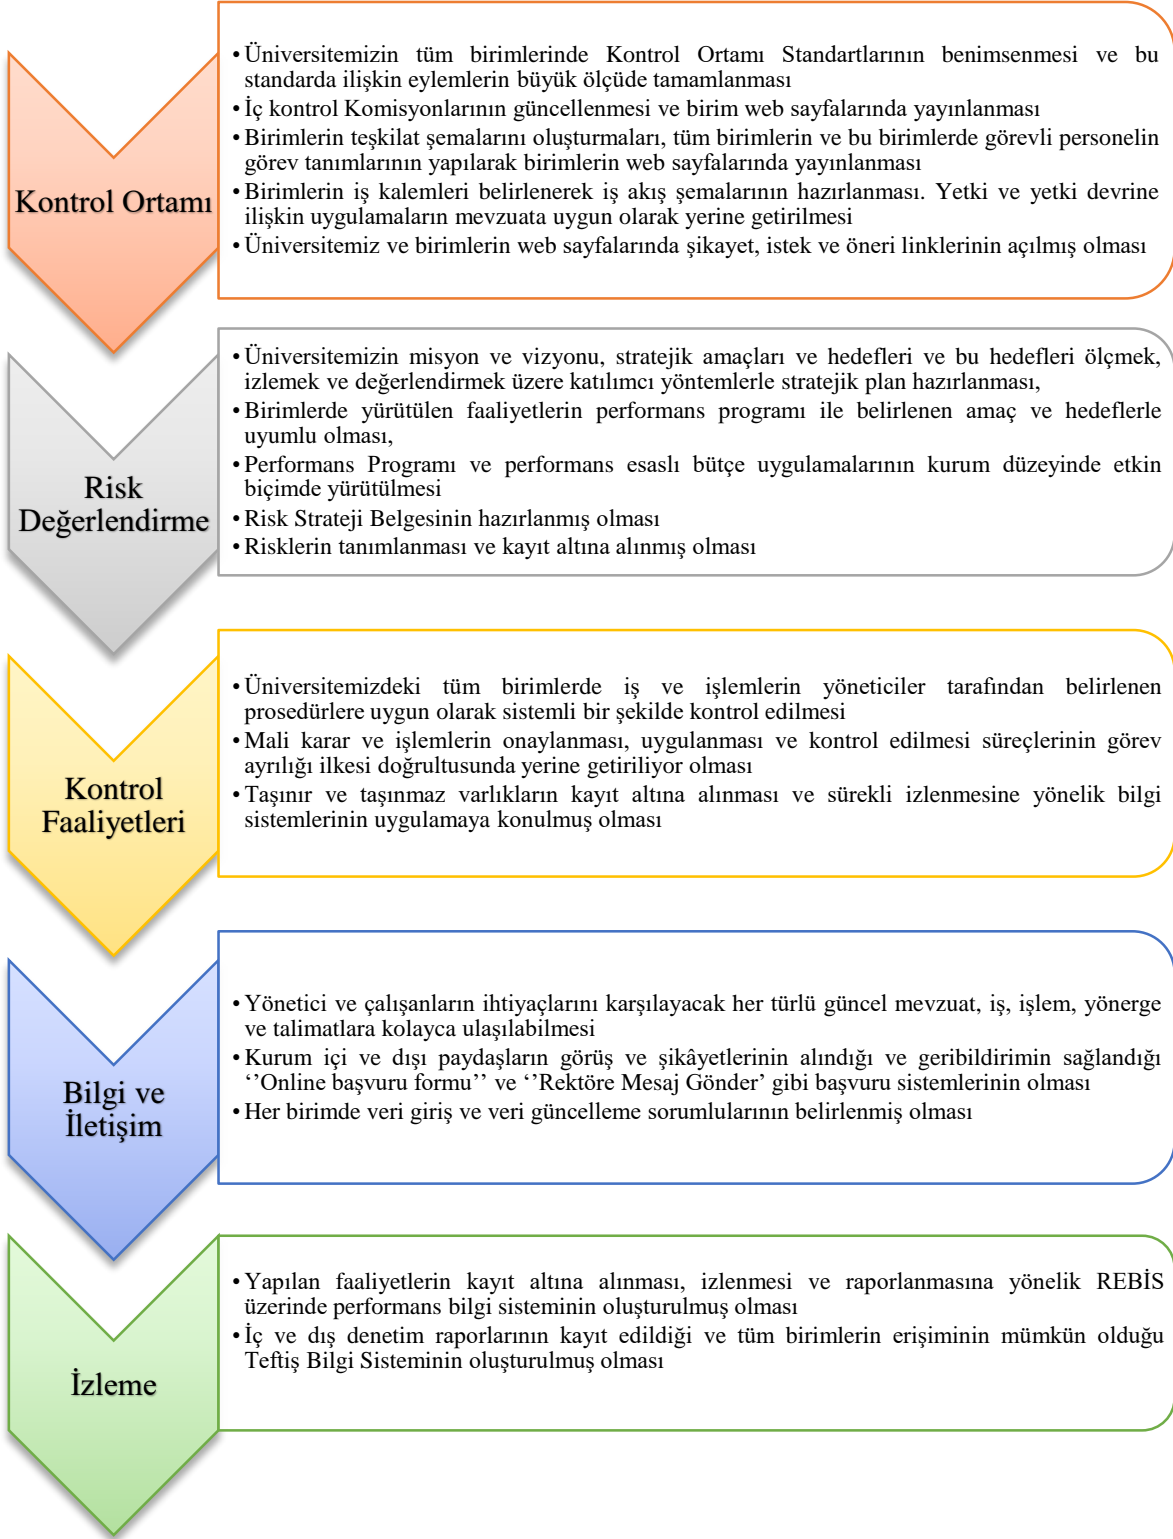 Kontrol Ortamı
• Üniversitemizin tüm birimlerinde Kontrol Ortamı Standartlarının benimsenmesi ve bu
standarda ilişkin eylemlerin büyük ölçüde tamamlanması
• İç kontrol Komisyonlarının güncellenmesi ve birim web sayfalarında yayınlanması
• Birimlerin teşkilat şemalarını oluşturmaları, tüm birimlerin ve bu birimlerde görevli personelin
görev tanımlarının yapılarak birimlerin web sayfalarında yayınlanması
• Birimlerin iş kalemleri belirlenerek iş akış şemalarının hazırlanması. Yetki ve yetki devrine
ilişkin uygulamaların mevzuata uygun olarak yerine getirilmesi
• Üniversitemiz ve birimlerin web sayfalarında şikayet, istek ve öneri linklerinin açılmış olması
Risk
Değerlendirme
• Üniversitemizin misyon ve vizyonu, stratejik amaçları ve hedefleri ve bu hedefleri ölçmek,
izlemek ve değerlendirmek üzere katılımcı yöntemlerle stratejik plan hazırlanması,
• Birimlerde yürütülen faaliyetlerin performans programı ile belirlenen amaç ve hedeflerle
uyumlu olması,
• Performans Programı ve performans esaslı bütçe uygulamalarının kurum düzeyinde etkin
biçimde yürütülmesi
• Risk Strateji Belgesinin hazırlanmış olması
• Risklerin tanımlanması ve kayıt altına alınmış olması
Kontrol
Faaliyetleri
• Üniversitemizdeki tüm birimlerde iş ve işlemlerin yöneticiler tarafından belirlenen
prosedürlere uygun olarak sistemli bir şekilde kontrol edilmesi
• Mali karar ve işlemlerin onaylanması, uygulanması ve kontrol edilmesi süreçlerinin görev
ayrılığı ilkesi doğrultusunda yerine getiriliyor olması
• Taşınır ve taşınmaz varlıkların kayıt altına alınması ve sürekli izlenmesine yönelik bilgi
sistemlerinin uygulamaya konulmuş olması
Bilgi ve
İletişim
• Yönetici ve çalışanların ihtiyaçlarını karşılayacak her türlü güncel mevzuat, iş, işlem, yönerge
ve talimatlara kolayca ulaşılabilmesi
• Kurum içi ve dışı paydaşların görüş ve şikâyetlerinin alındığı ve geribildirimin sağlandığı
‘’Online başvuru formu’’ ve ‘’Rektöre Mesaj Gönder’ gibi başvuru sistemlerinin olması
• Her birimde veri giriş ve veri güncelleme sorumlularının belirlenmiş olması
İzleme
• Yapılan faaliyetlerin kayıt altına alınması, izlenmesi ve raporlanmasına yönelik REBİS
üzerinde performans bilgi sisteminin oluşturulmuş olması
• İç ve dış denetim raporlarının kayıt edildiği ve tüm birimlerin erişiminin mümkün olduğu
Teftiş Bilgi Sisteminin oluşturulmuş olması